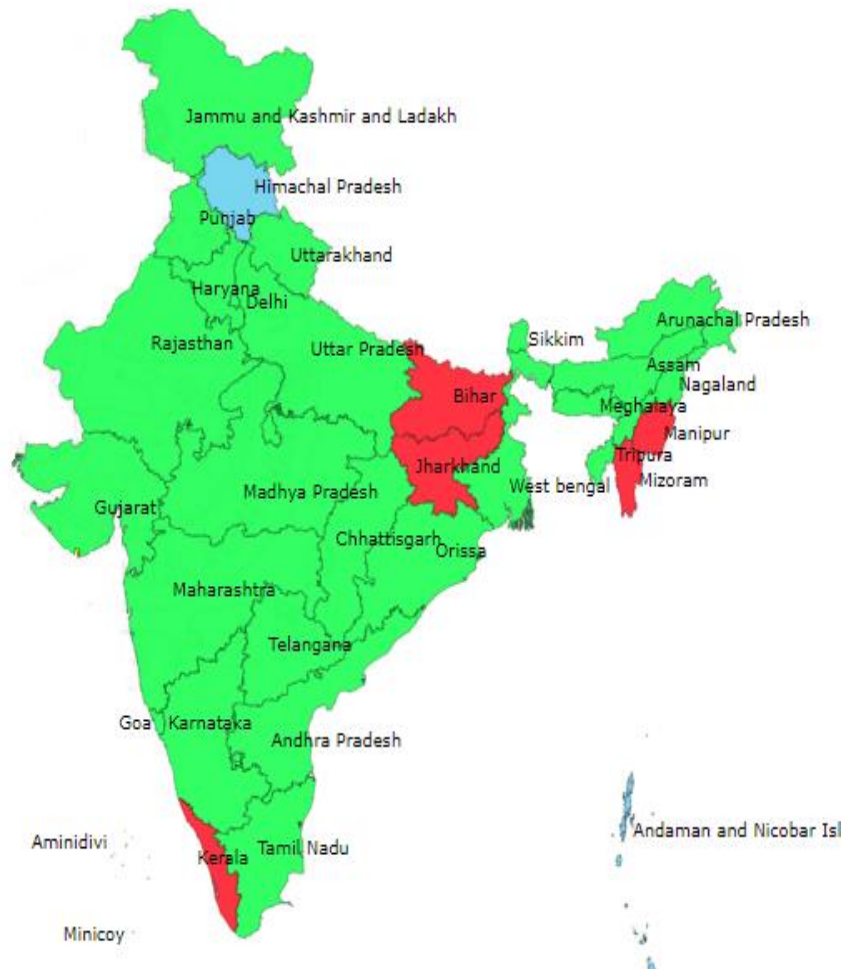 Jammu and Kashmir and Ladakh
Himachal Pradesh
Punjab
Uttarakhand
Haryana
Delhi
Arunachal Pradesh
Sikkim
Rajasthan
Uttar Pradesh
Assam
Nagaland
Bihar
Meghalaya
Manipur
Tripura
Jharkhand
Mizoram
West bengal
Madhya Pradesh
Gujarat
Chhattisgarh
Orissa
Maharashtra
Telangana
Goa
Karnataka
Andhra Pradesh
Andaman and Nicobar Isl
Aminidivi
Tamil Nadu
Kerala
Minicoy